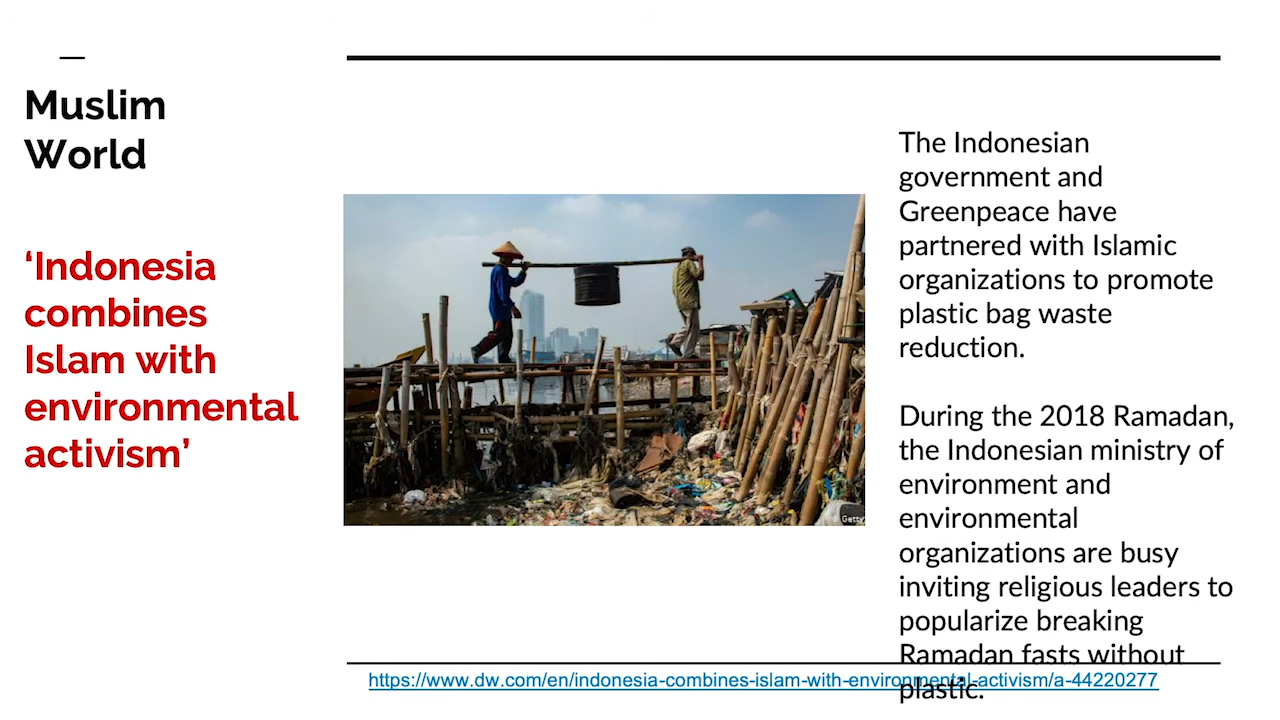 Muslim
World
‘Indonesia
combines
Islam with
environmental
activism’
The Indonesian
government and
Greenpeace have
partnered with Islamic
organizations to promote
plastic bag waste
reduction.
During the 2018 Ramadan,
the Indonesian ministry of
environment and
environmental
organizations are busy
inviting religious leaders to
popularize breaking
Ramadan fasts without
plastic.
https://www.dw.com/en/indonesia-combines-islam-with-environmental-activism/a-44220277
Getty